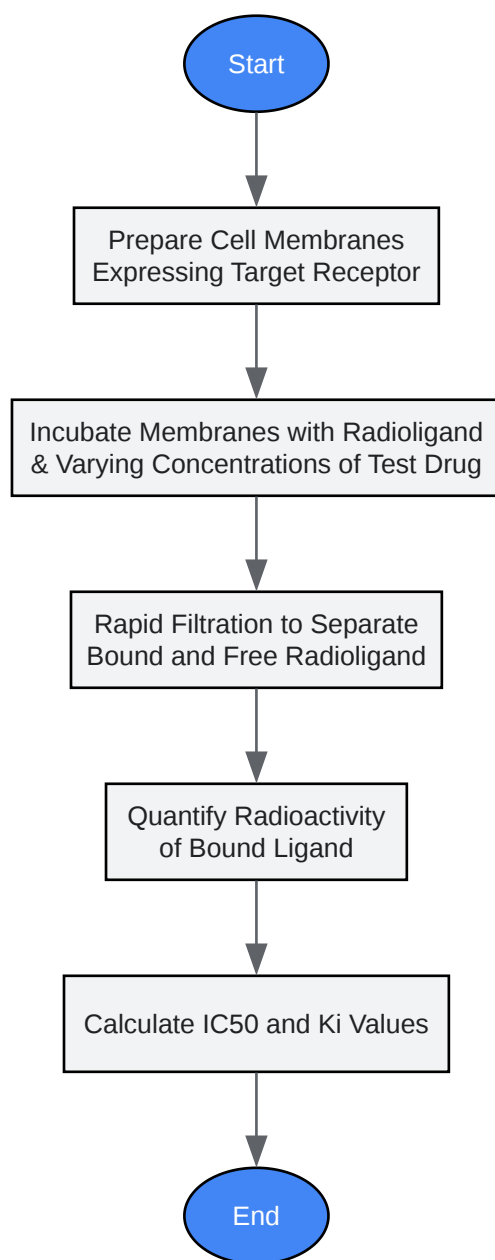 Start
Prepare Cell Membranes
Expressing Target Receptor
Incubate Membranes with Radioligand
& Varying Concentrations of Test Drug
Rapid Filtration to Separate
Bound and Free Radioligand
Quantify Radioactivity
of Bound Ligand
Calculate IC50 and Ki Values
End